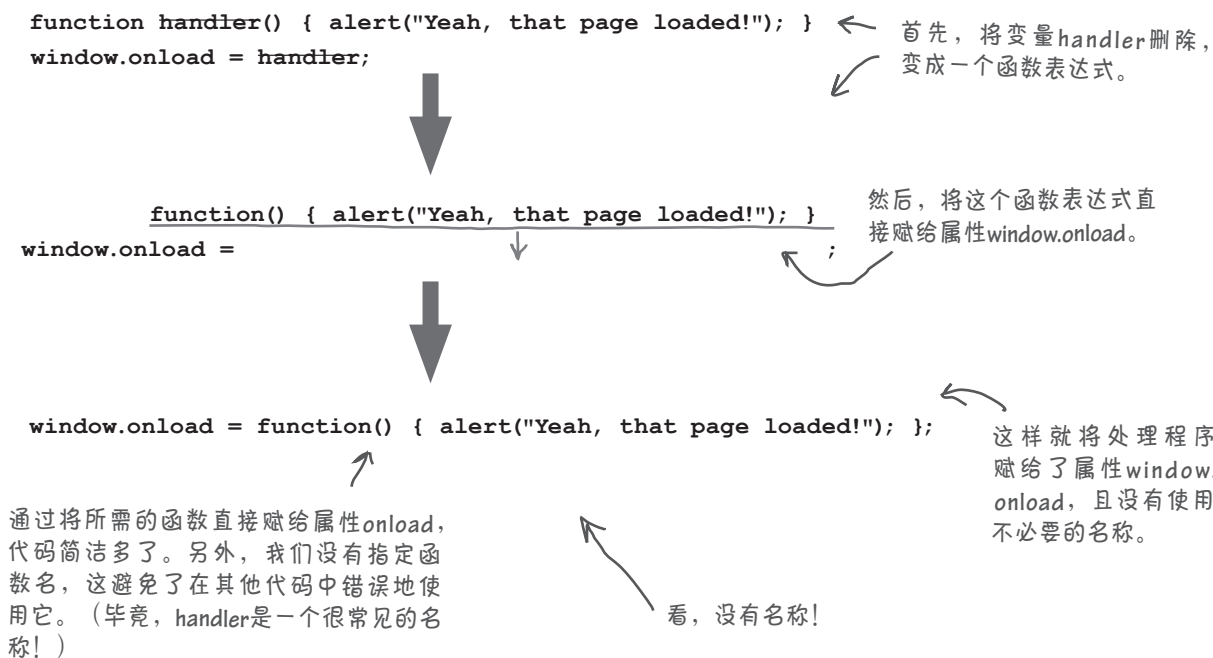 function handler() { alert("Yeah, that page loaded!"); }
window.onload = handler;
首先，将变量handler删除，
变成一个函数表达式。
function() { alert("Yeah, that page loaded!"); }
window.onload = ;
然后，将这个函数表达式直
接赋给属性window.onload。
window.onload = function() { alert("Yeah, that page loaded!"); };
这样就将处理程序
赋给了属性window.
onload，且没有使用
不必要的名称。
通过将所需的函数直接赋给属性onload，
代码简洁多了。另外，我们没有指定函
数名，这避免了在其他代码中错误地使
用它。（毕竟，handler是一个很常见的名
称！）
看，没有名称！